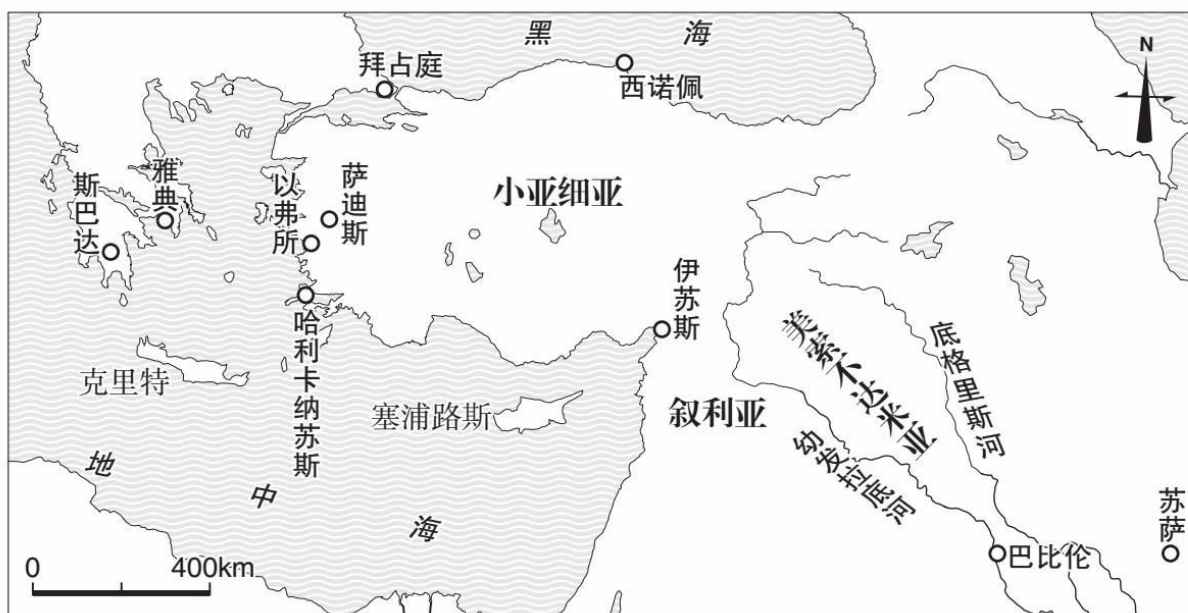 黑海
N
拜占庭
西诺佩
雅典
斯巴达
以弗所
萨迪斯
小亚细亚
伊苏斯
哈利卡纳苏斯
美索不达米亚
底格里斯河
克里特
塞浦路斯
叙利亚
幼发拉底河
地中海
苏萨
巴比伦
0 400km